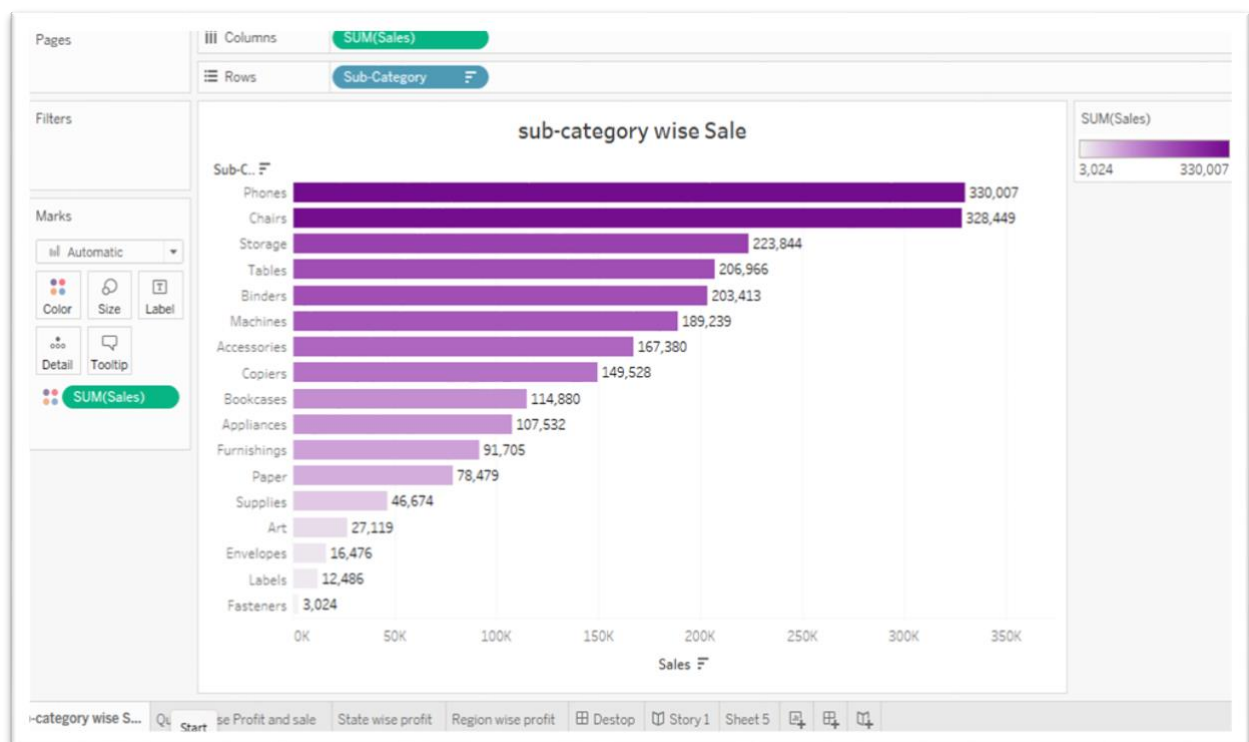 Pages
Columns SUM(Sales)
Rows Sub-Category
Filters
sub-category wise Sale
SUM(Sales)
3,024 330,007
Sub-C..
Phones 330,007
Chairs 328,449
Storage 223,844
Tables 206,966
Binders 203,413
Machines 189,239
Accessories 167,380
Copiers 149,528
Bookcases 114,880
Appliances 107,532
Furnishings 91,705
Paper 78,479
Supplies 46,674
Art 27,119
Envelopes 16,476
Labels 12,486
Fasteners 3,024
0K 50K 100K 150K 200K 250K 300K 350K
Sales
Marks
Automatic
Color Size Label
T
Detail Tooltip
SUM(Sales)
-category wise S... Qu Start se Profit and sale State wise profit Region wise profit Destop Story 1 Sheet 5